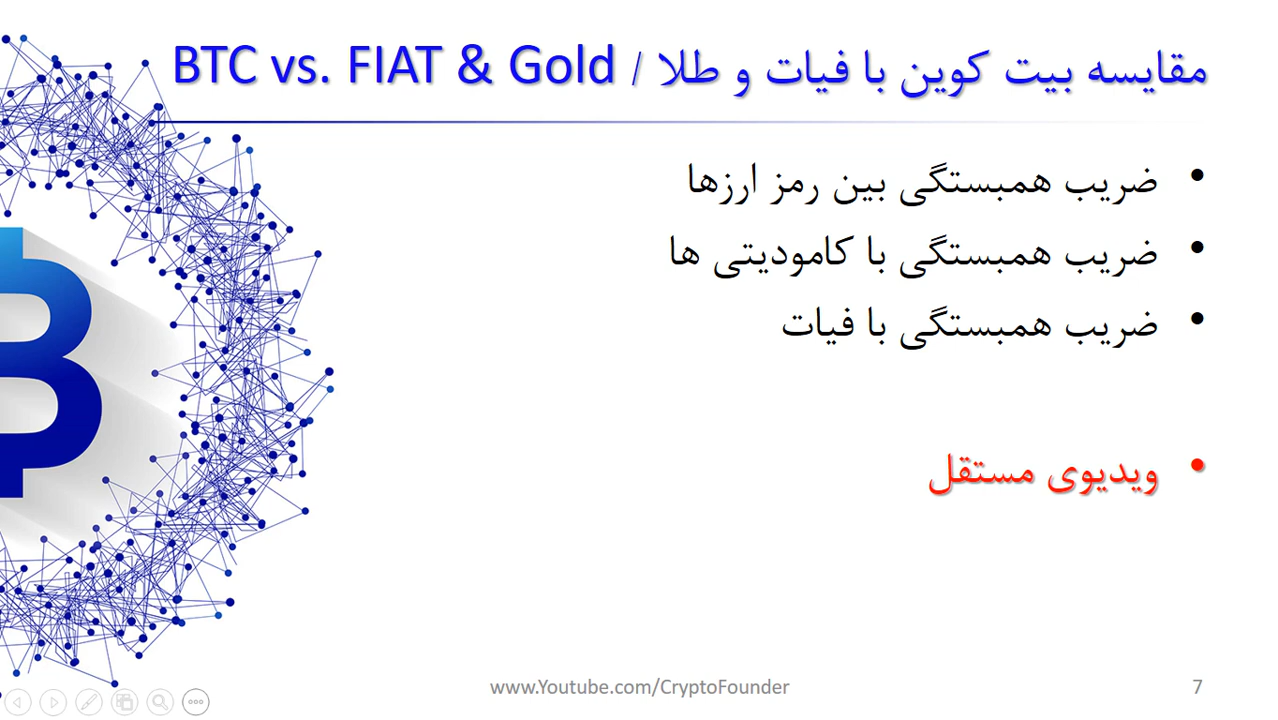 مقایسه بیت کوین با فیات و طلا / BTC vs. FIAT & Gold
• ضریب همبستگی بین رمز ارزها
• ضریب همبستگی با کامودیتی ها
• ضریب همبستگی با فیات
• ویدیوی مستقل
www.Youtube.com/CryptoFounder
7